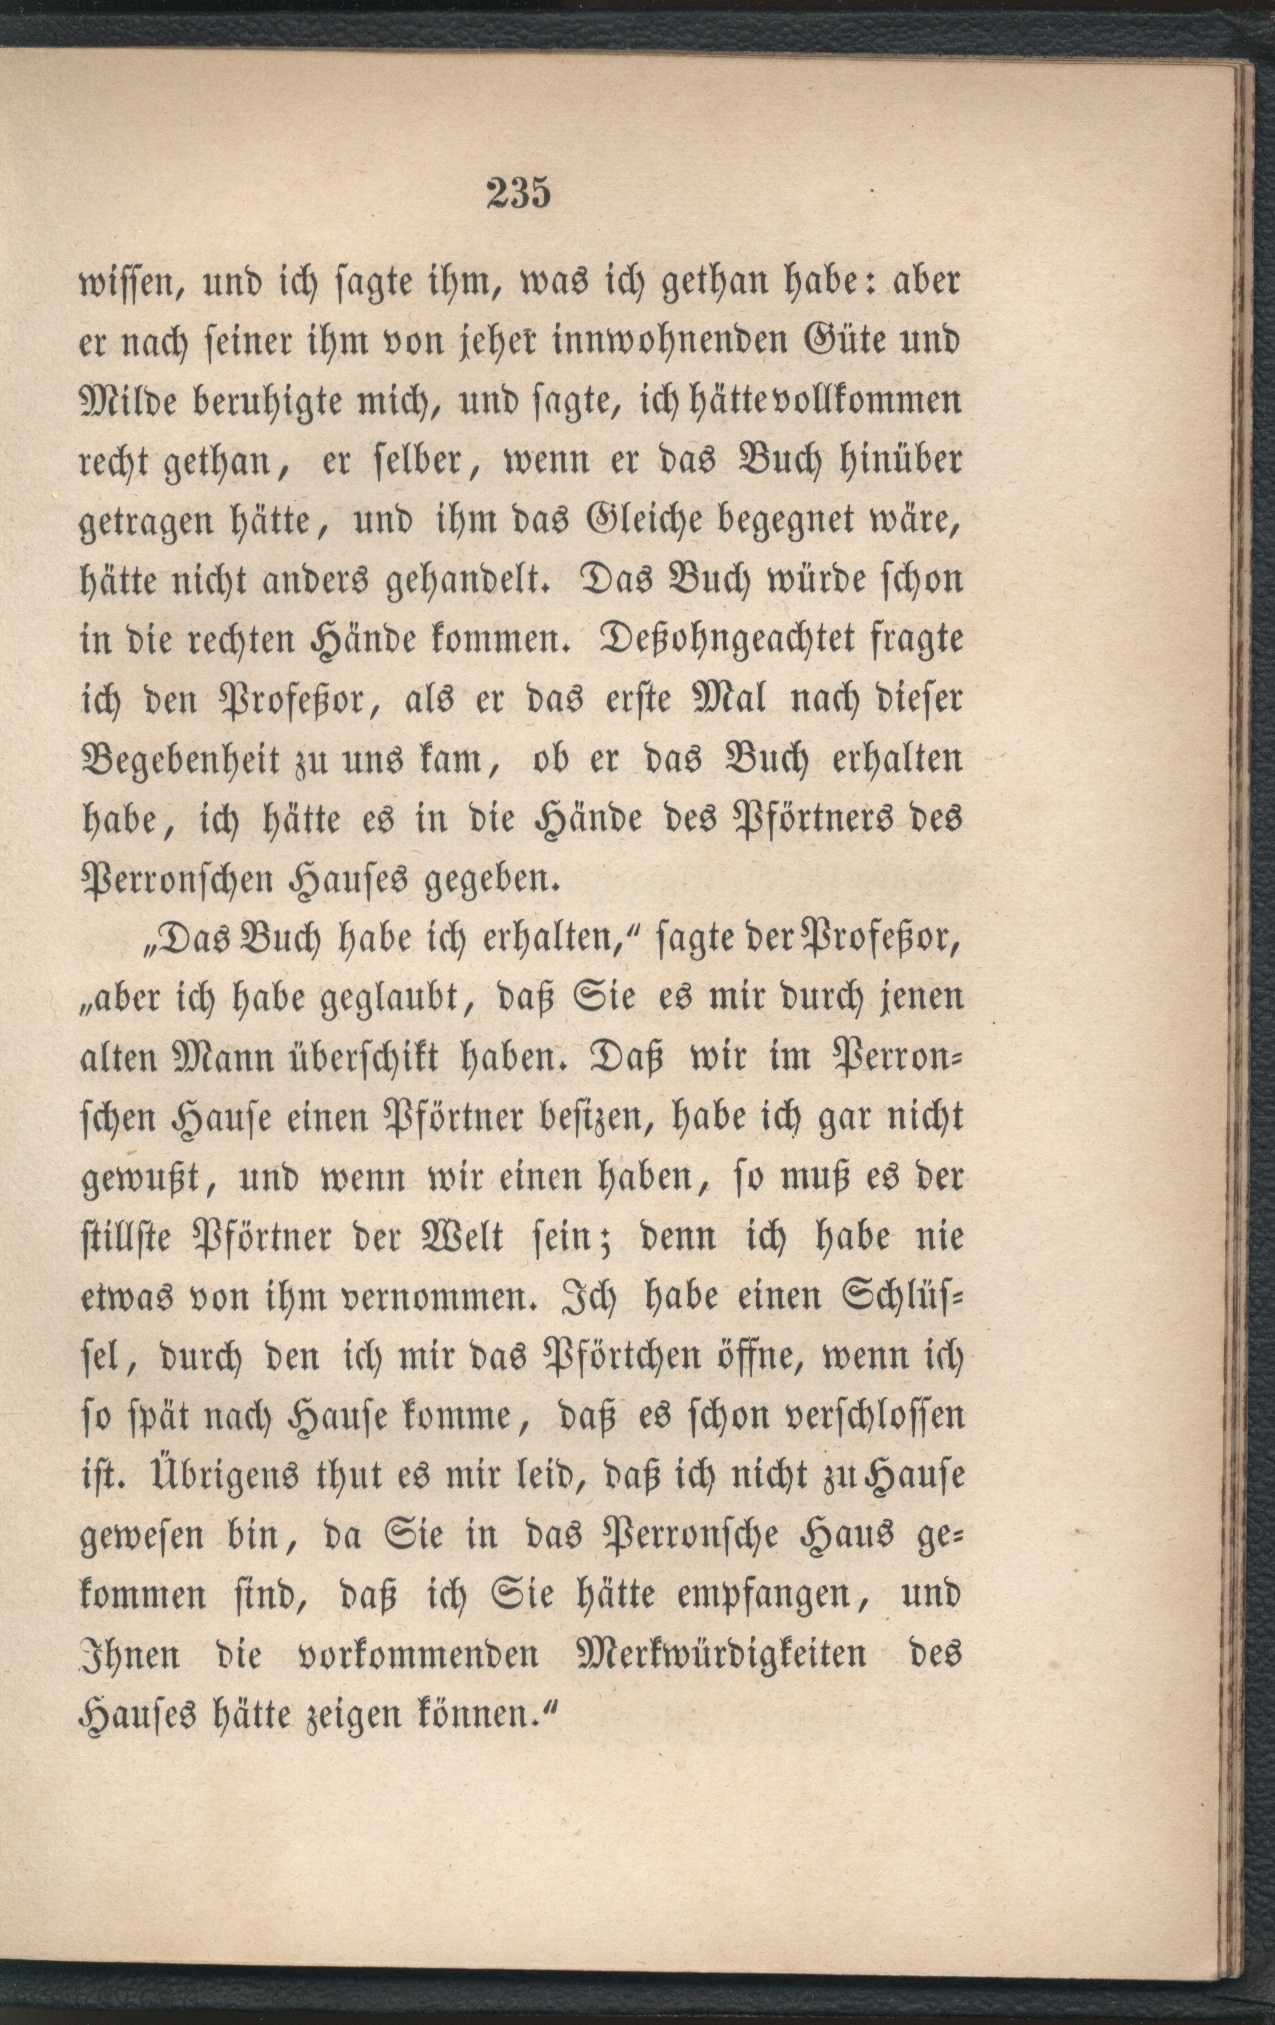 235
wissen, und ich sagte ihm, was ich gethan habe: aber
er nach seiner ihm von jeher innwohnenden Güte und
Milde beruhigte mich, und sagte, ich hätte vollkommen
recht gethan, er selber, wenn er das Buch hinüber
getragen hätte, und ihm das Gleiche begegnet wäre,
hätte nicht anders gehandelt. Das Buch würde schon
in die rechten Hände kommen. Deßohngeachtet fragte
ich den Profeßor, als er das erste Mal nach dieser
Begebenheit zu uns kam, ob er das Buch erhalten
habe, ich hätte es in die Hände des Pförtners des
Perronschen Hauses gegeben.
„Das Buch habe ich erhalten,“ sagte der Profeßor,
„aber ich habe geglaubt, daß Sie es mir durch jenen
alten Mann überschikt haben. Daß wir im Perron-
schen Hause einen Pförtner besizen, habe ich gar nicht
gewußt, und wenn wir einen haben, so muß es der
stillste Pförtner der Welt sein; denn ich habe nie
etwas von ihm vernommen. Ich habe einen Schlüs-
sel, durch den ich mir das Pförtchen öffne, wenn ich
so spät nach Hause komme, daß es schon verschlossen
ist. Übrigens thut es mir leid, daß ich nicht zu Hause
gewesen bin, da Sie in das Perronsche Haus ge-
kommen sind, daß ich Sie hätte empfangen, und
Ihnen die vorkommenden Merkwürdigkeiten des
Hauses hätte zeigen können.“